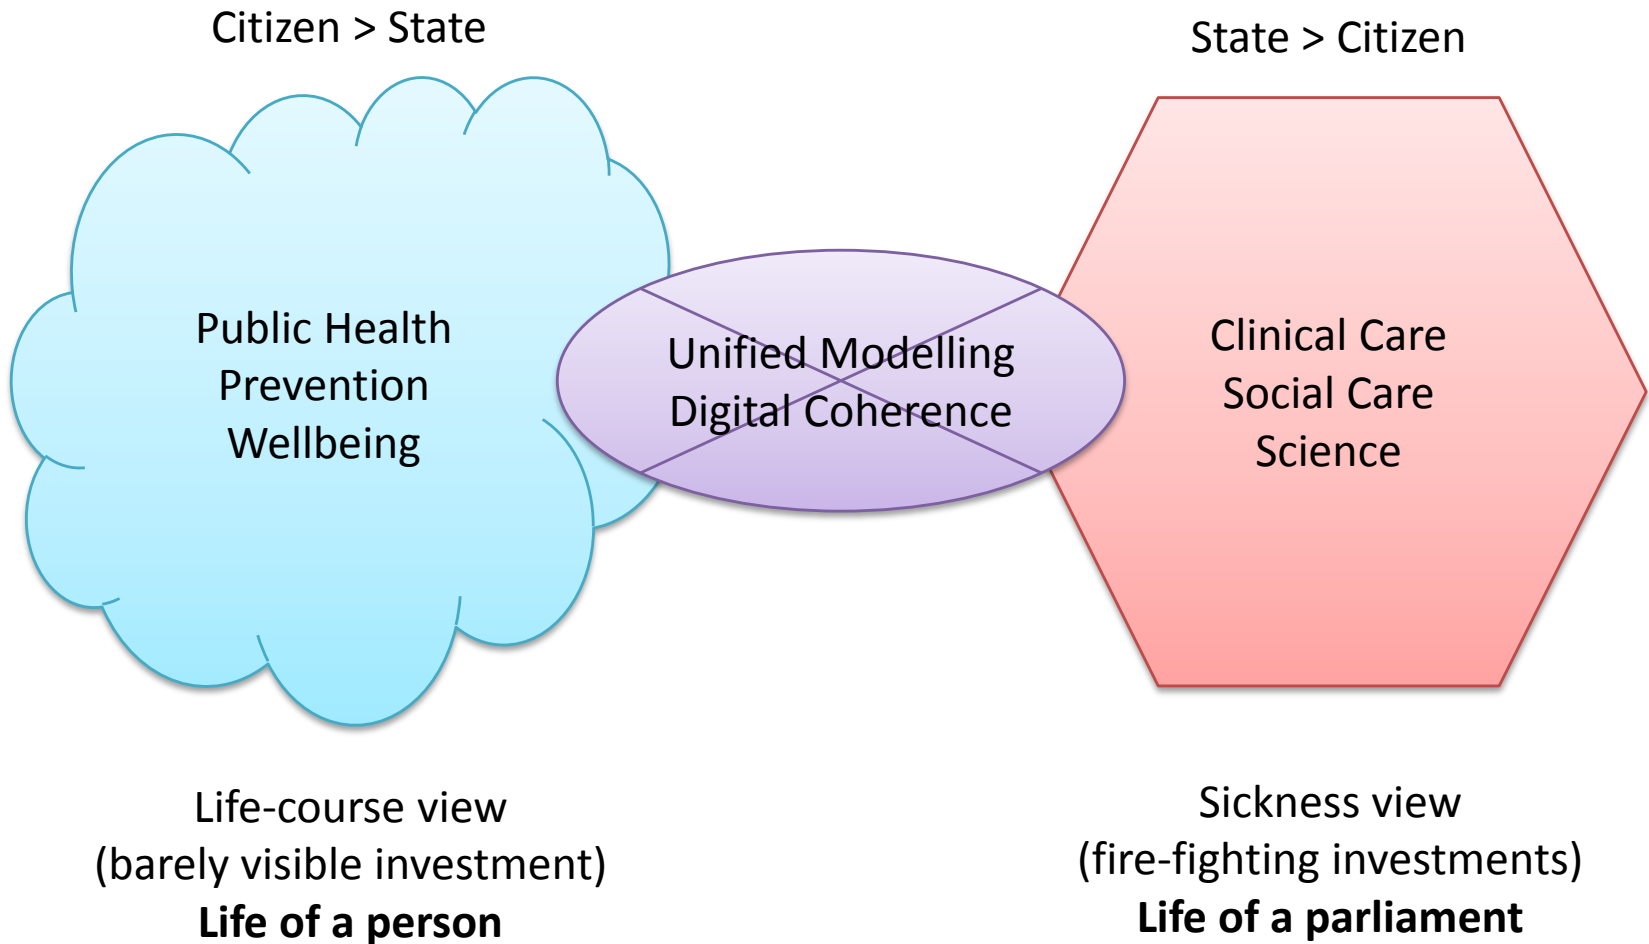 Citizen > State
State > Citizen
Public Health
Prevention
Wellbeing
Unified Modelling
Digital Coherence
Clinical Care
Social Care
Science
Life-course view
(barely visible investment)
Life of a person
Sickness view
(fire-fighting investments)
Life of a parliament